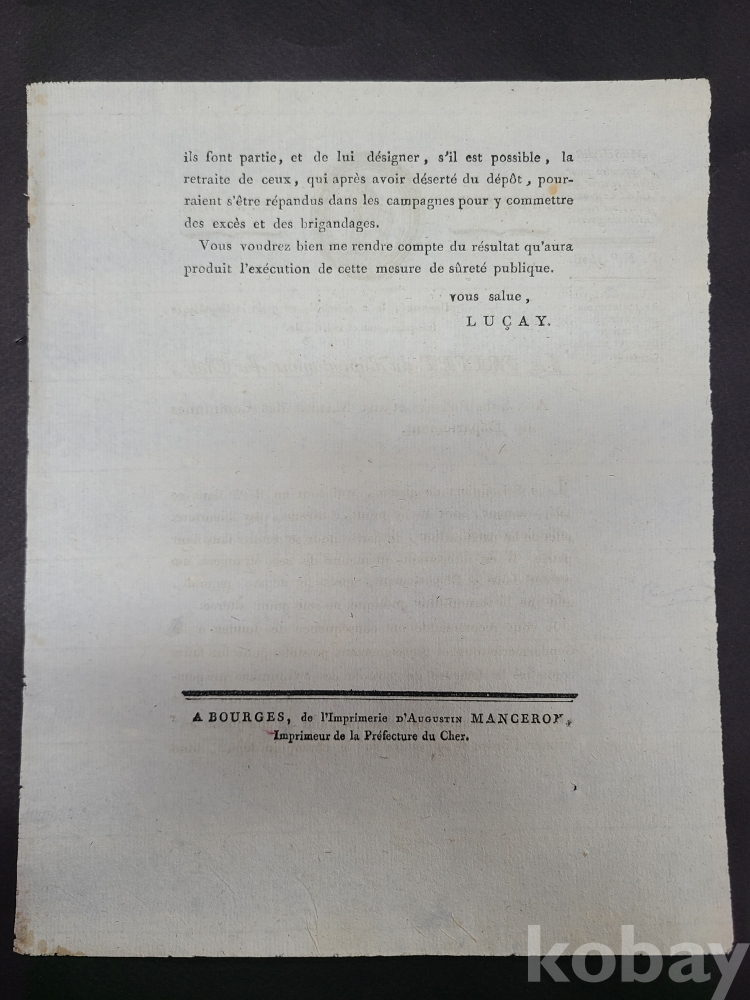 ils font partie, et de lui désigner, s'il est possible, la
retraite de ceux, qui après avoir déserté du dépôt, pour-
raient s'être répandus dans les campagnes pour y commettre
des excès et des brigandages.
Vous voudrez bien me rendre compte du résultat qu'aura
produit l'exécution de cette mesure de sûreté publique.
vous salue,
LUÇAY.
A BOURGES, de l'Imprimerie D'AUGUSTIN MANCERON,
Imprimeur de la Préfecture du Cher.
kobay